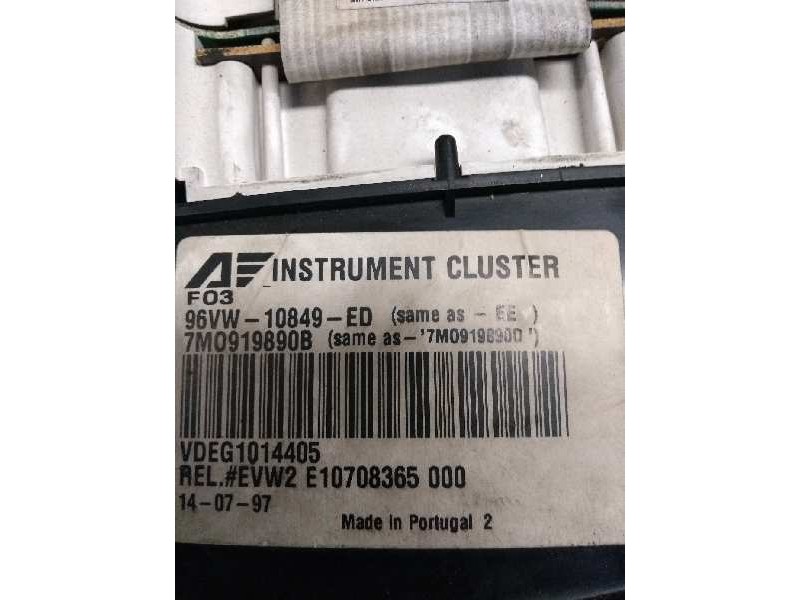 AF INSTRUMENT CLUSTER
F03
96VW-10849-ED (same as - EE )
7M0919890B (same as-'7M0919890D')
VDEG1014405
REL.#EVW2 E10708365 000
14-07-97
Made in Portugal 2